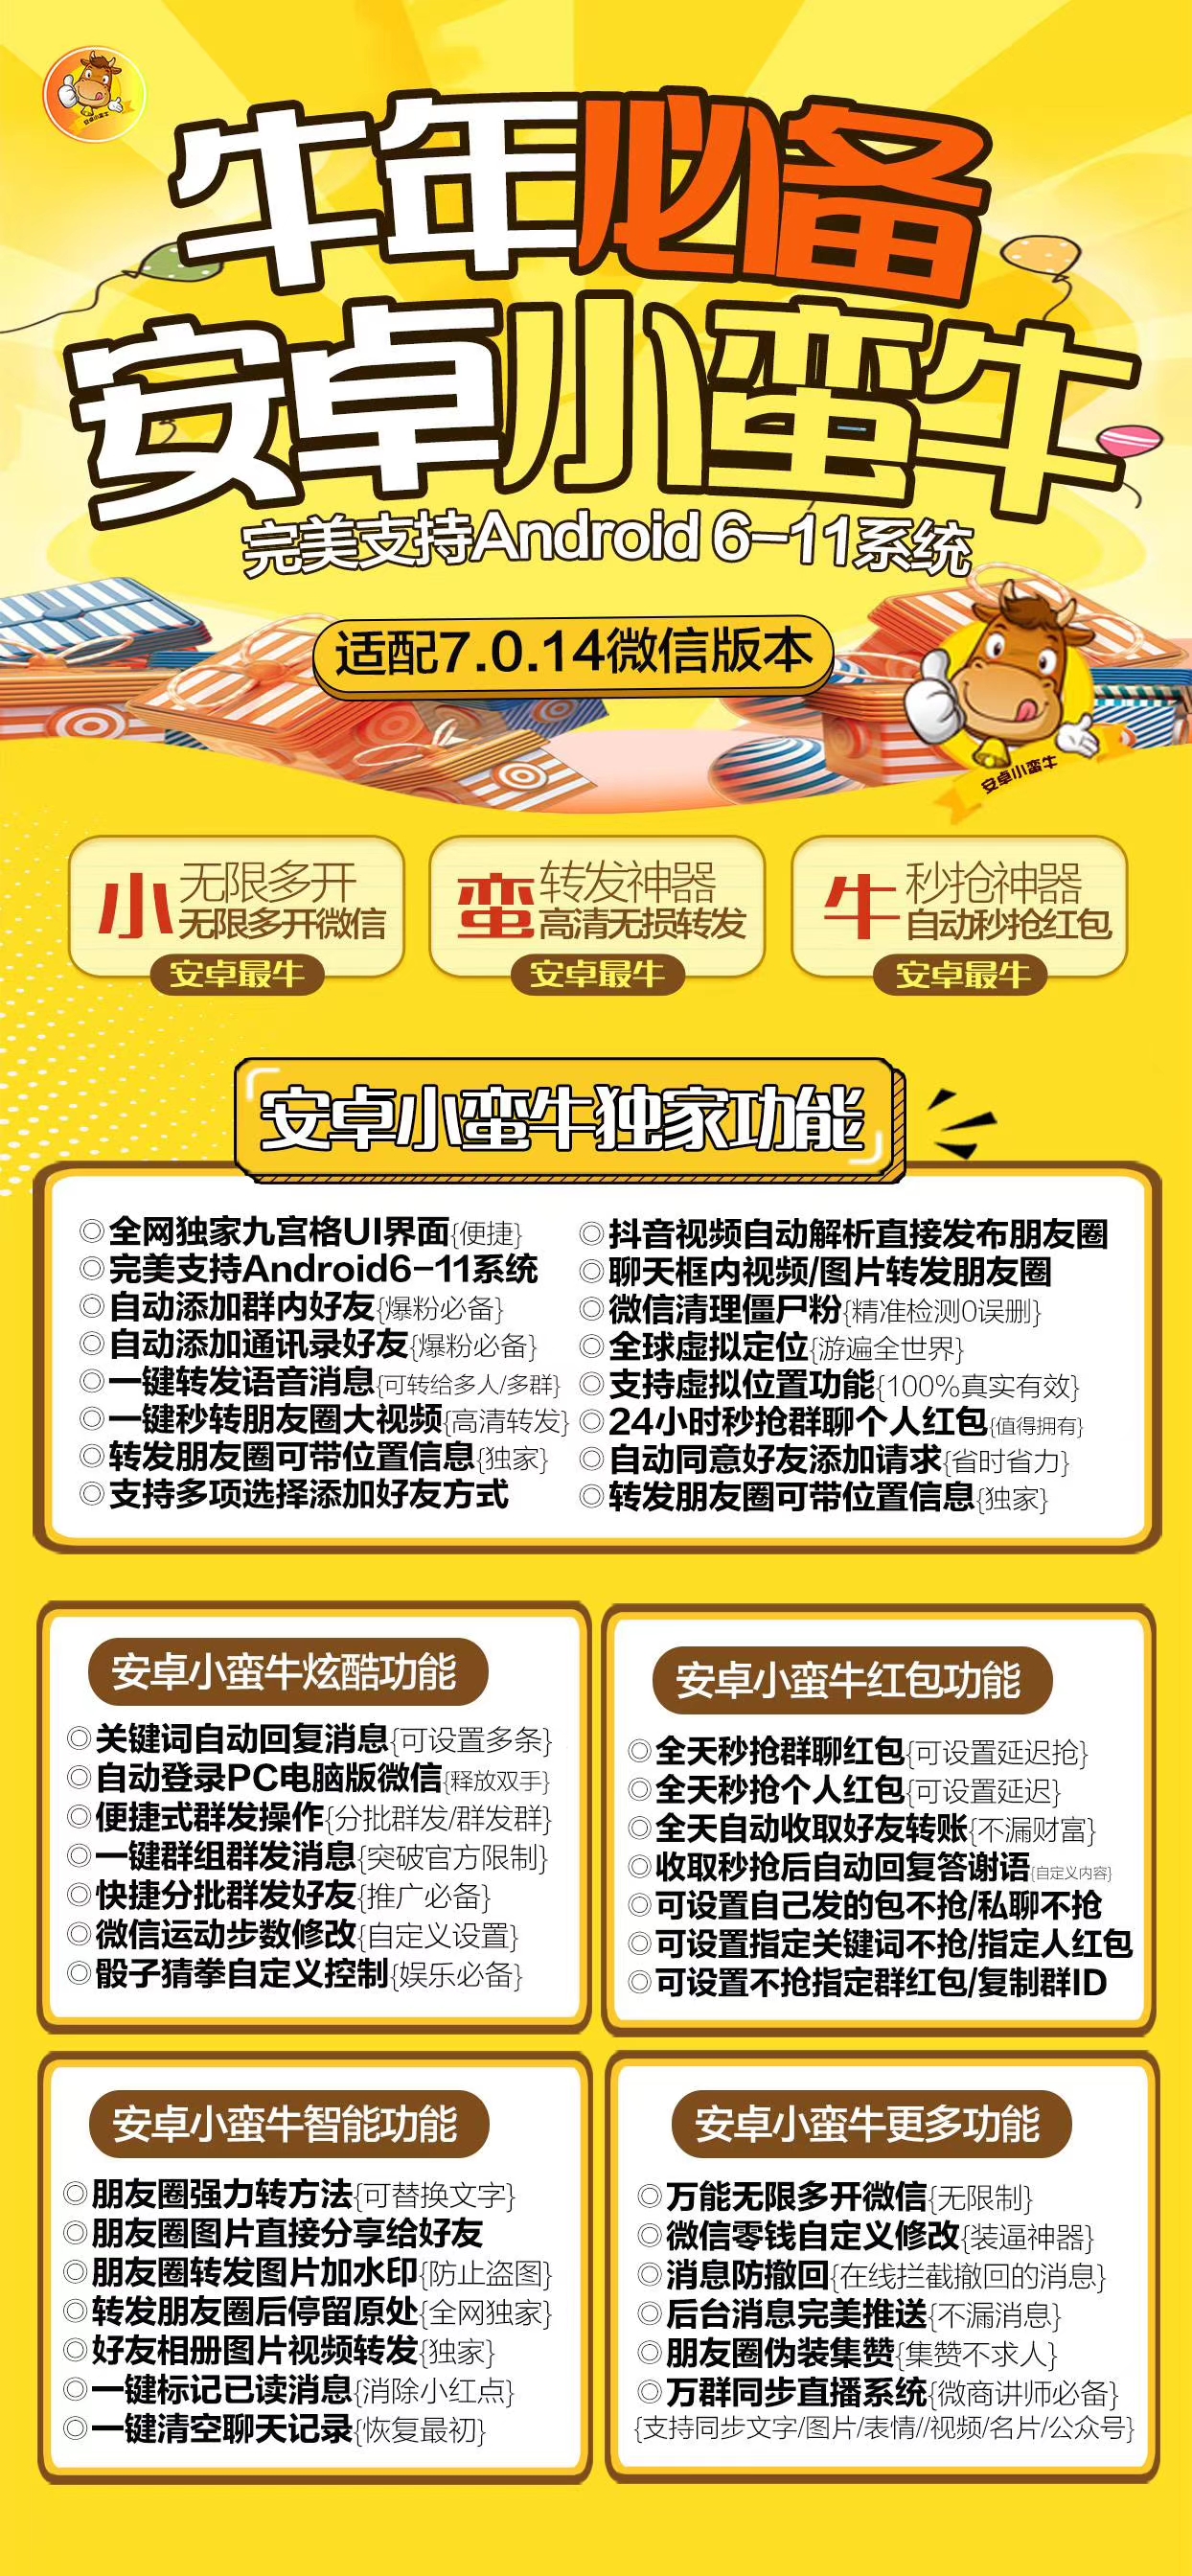 安卓小蛮牛
牛年必备
安卓小蛮牛
完美支持Android 6-11系统
适配7.0.14微信版本
安卓小蛮牛
小 无限多开
无限多开微信
安卓最牛
蛮 转发神器
高清无损转发
安卓最牛
牛 秒抢神器
自动秒抢红包
安卓最牛
安卓小蛮牛独家功能
◎全网独家九宫格UI界面{便捷}
◎完美支持Android6-11系统
◎自动添加群内好友{爆粉必备}
◎自动添加通讯录好友{爆粉必备}
◎一键转发语音消息{可转给多人/多群}
◎一键秒转朋友圈大视频{高清转发}
◎转发朋友圈可带位置信息{独家}
◎支持多项选择添加好友方式
◎抖音视频自动解析直接发布朋友圈
◎聊天框内视频/图片转发朋友圈
◎微信清理僵尸粉{精准检测0误删}
◎全球虚拟定位{游遍全世界}
◎支持虚拟位置功能{100%真实有效}
◎24小时秒抢群聊个人红包{值得拥有}
◎自动同意好友添加请求{省时省力}
◎转发朋友圈可带位置信息{独家}
安卓小蛮牛炫酷功能
◎关键词自动回复消息{可设置多条}
◎自动登录PC电脑版微信{释放双手}
◎便捷式群发操作{分批群发/群发群}
◎一键群组群发消息{突破官方限制}
◎快捷分批群发好友{推广必备}
◎微信运动步数修改{自定义设置}
◎骰子猜拳自定义控制{娱乐必备}
安卓小蛮牛红包功能
◎全天秒抢群聊红包{可设置延迟抢}
◎全天秒抢个人红包{可设置延迟}
◎全天自动收取好友转账{不漏财富}
◎收取秒抢后自动回复答谢语{自定义内容}
◎可设置自己发的包不抢/私聊不抢
◎可设置指定关键词不抢/指定人红包
◎可设置不抢指定群红包/复制群ID
安卓小蛮牛智能功能
◎朋友圈强力转方法{可替换文字}
◎朋友圈图片直接分享给好友
◎朋友圈转发图片加水印{防止盗图}
◎转发朋友圈后停留原处{全网独家}
◎好友相册图片视频转发{独家}
◎一键标记已读消息{消除小红点}
◎一键清空聊天记录{恢复最初}
安卓小蛮牛更多功能
◎万能无限多开微信{无限制}
◎微信零钱自定义修改{装逼神器}
◎消息防撤回{在线拦截撤回的消息}
◎后台消息完美推送{不漏消息}
◎朋友圈伪装集赞{集赞不求人}
◎万群同步直播系统{微商讲师必备}
{支持同步文字/图片/表情//视频/名片/公众号}